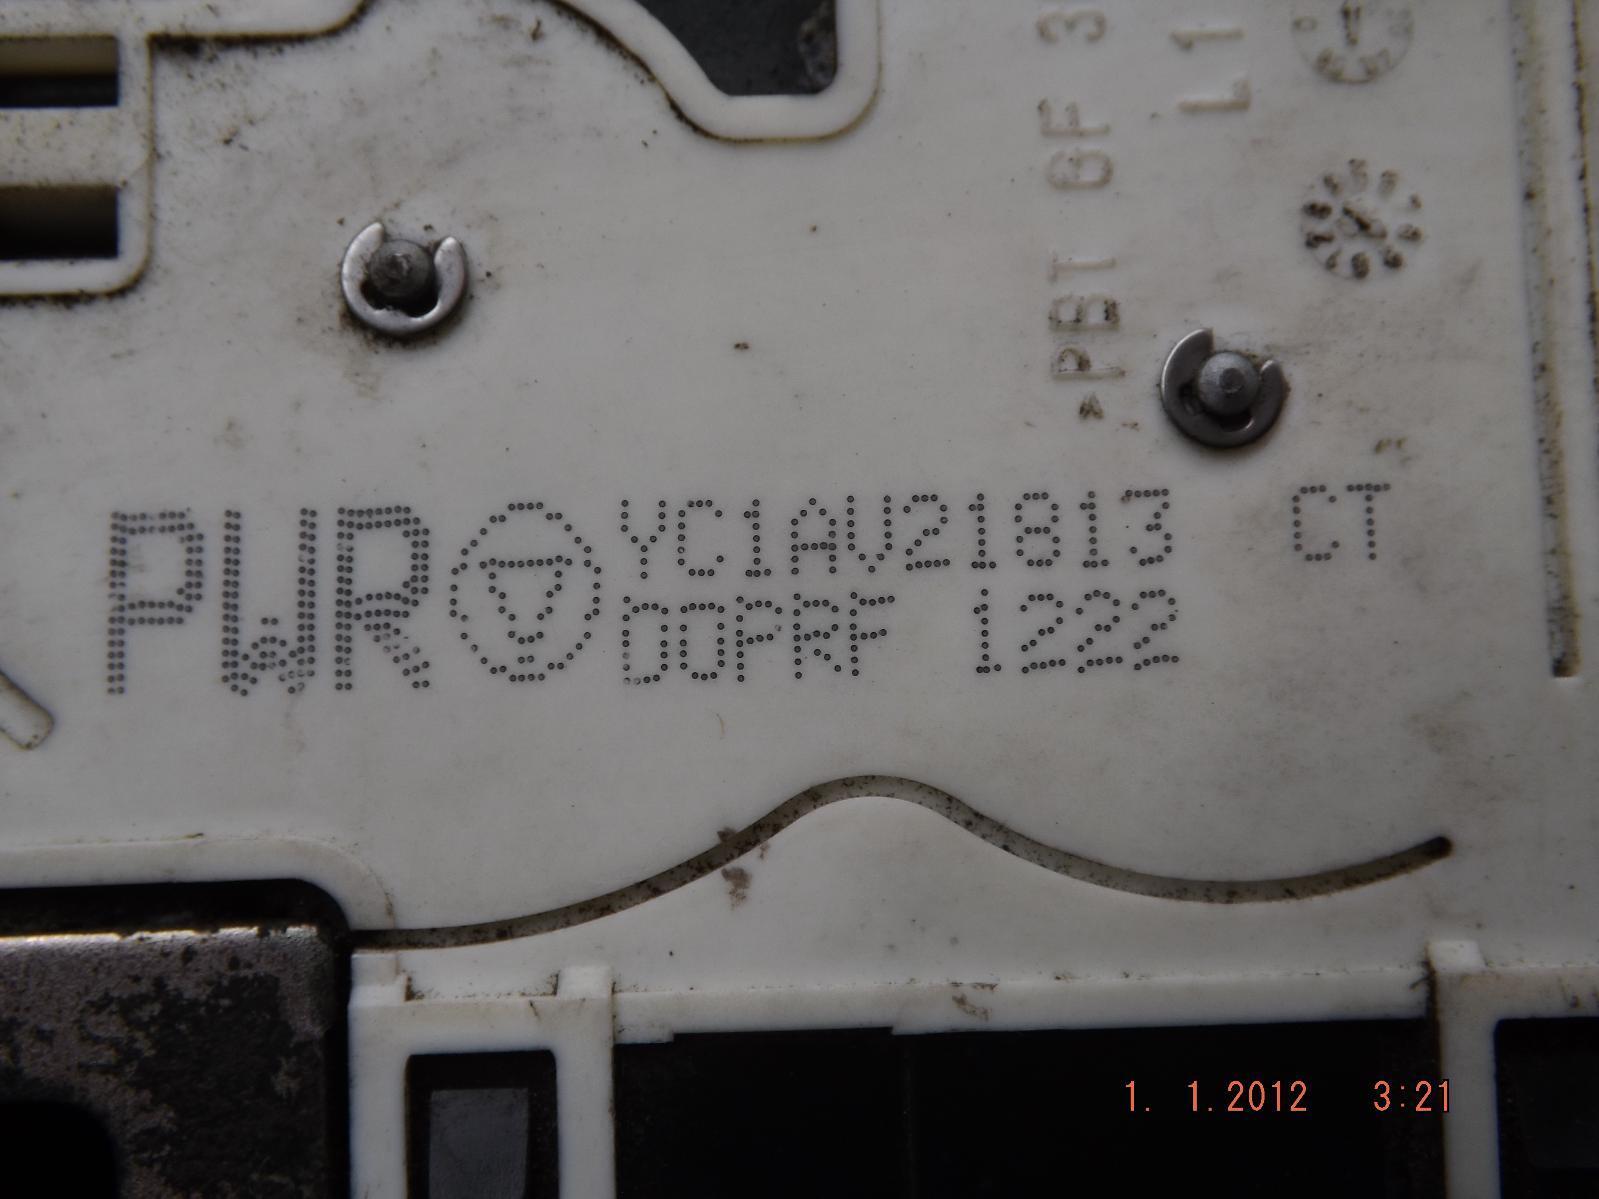 *PBT GF 3
L1
PWR YC1AV21813 CT
DOPRF 1222
1. 1.2012 3:21